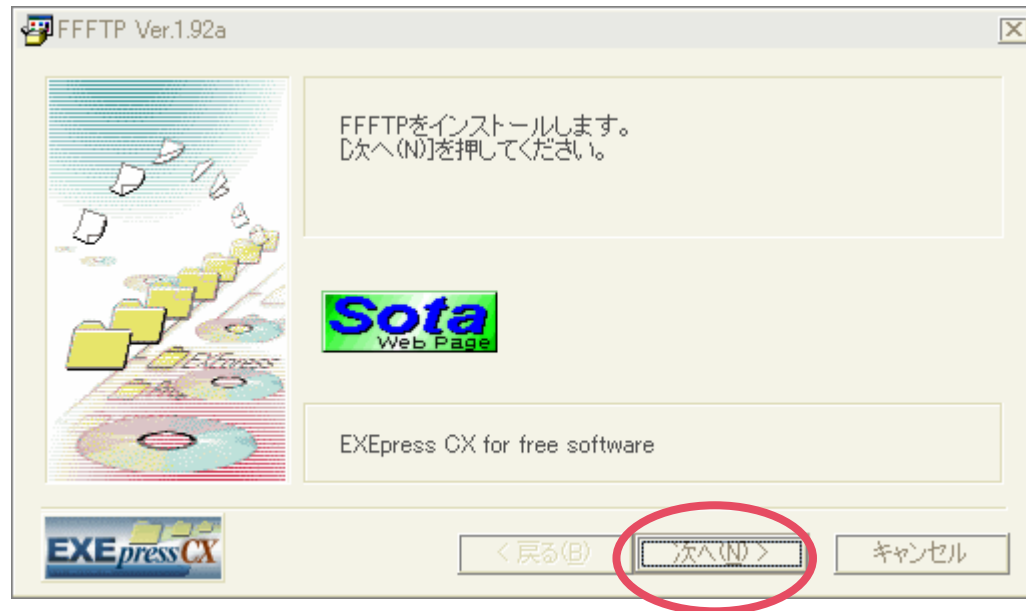 FFFTP Ver.1.92a
FFFTPをインストールします。
[次へ(N)]を押してください。
Sota
Web Page
EXEpress
EXEpress CX for free software
EXEpressCX
< 戻る(B)
次へ(N) >
キャンセル